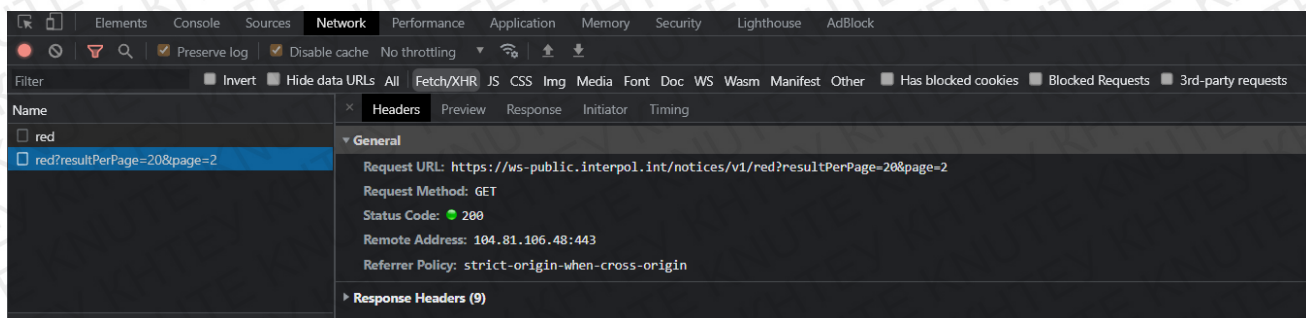 Elements Console Sources Network Performance Application Memory Security Lighthouse AdBlock
Preserve log Disable cache No throttling
Filter Invert Hide data URLs All Fetch/XHR JS CSS Img Media Font Doc WS Wasm Manifest Other Has blocked cookies Blocked Requests 3rd-party requests
Name × Headers Preview Response Initiator Timing
red
General
red?resultPerPage=20&page=2
Request URL: https://ws-public.interpol.int/notices/v1/red?resultPerPage=20&page=2
Request Method: GET
Status Code: 200
Remote Address: 104.81.106.48:443
Referrer Policy: strict-origin-when-cross-origin
Response Headers (9)